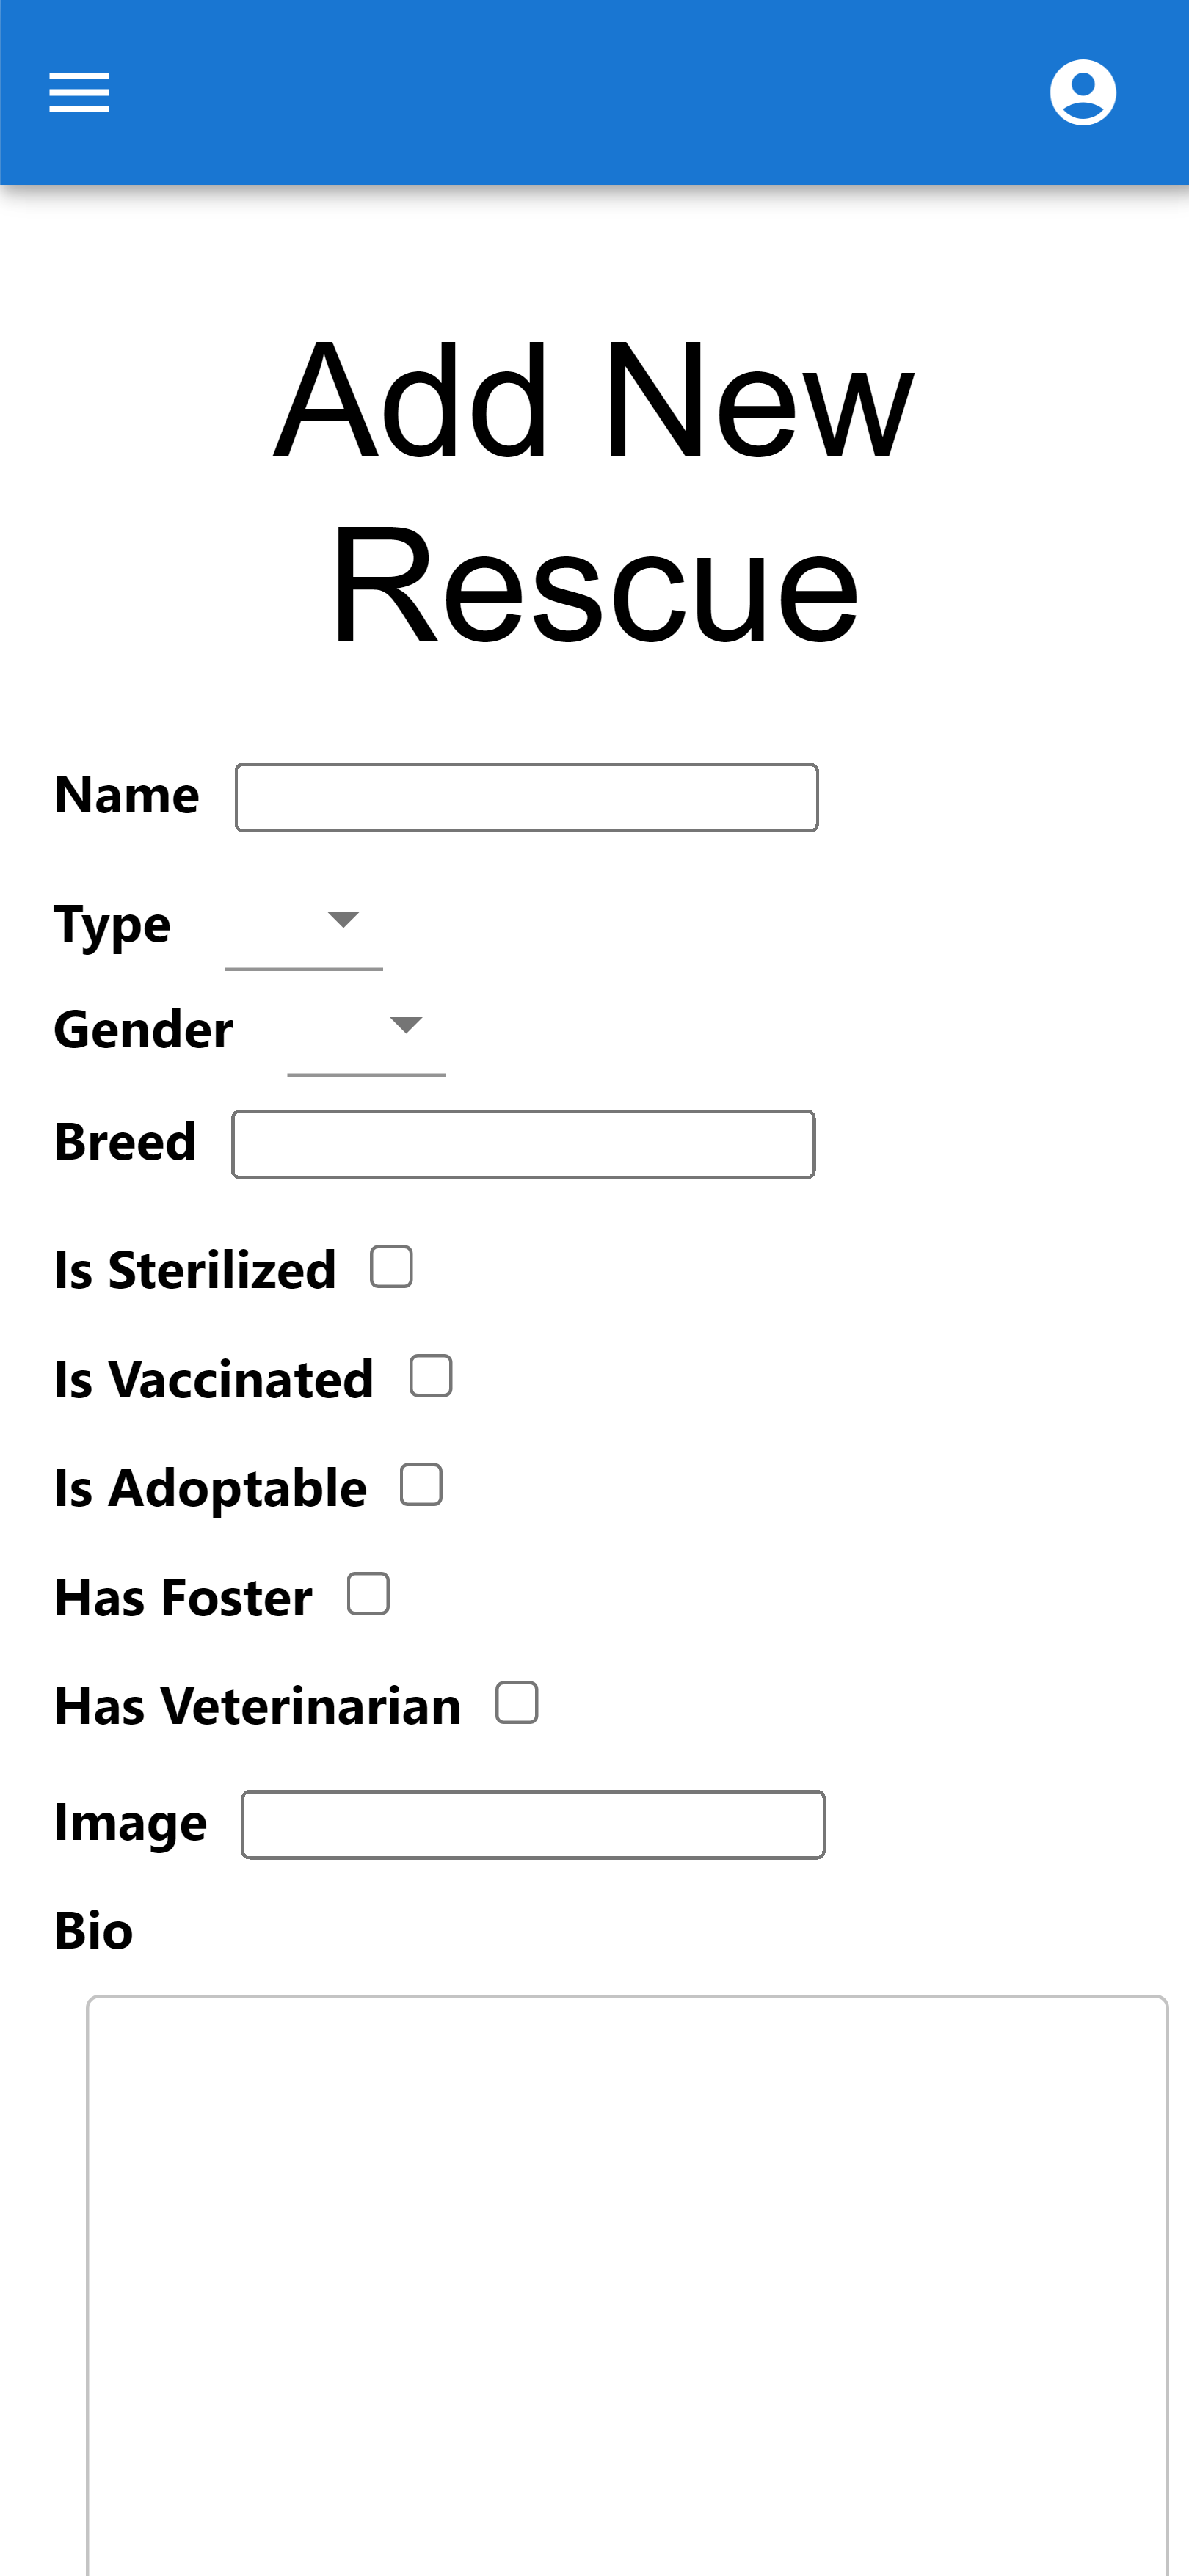 Add New
Rescue
Name
Type
Gender
Breed
Is Sterilized
Is Vaccinated
Is Adoptable
Has Foster
Has Veterinarian
Image
Bio